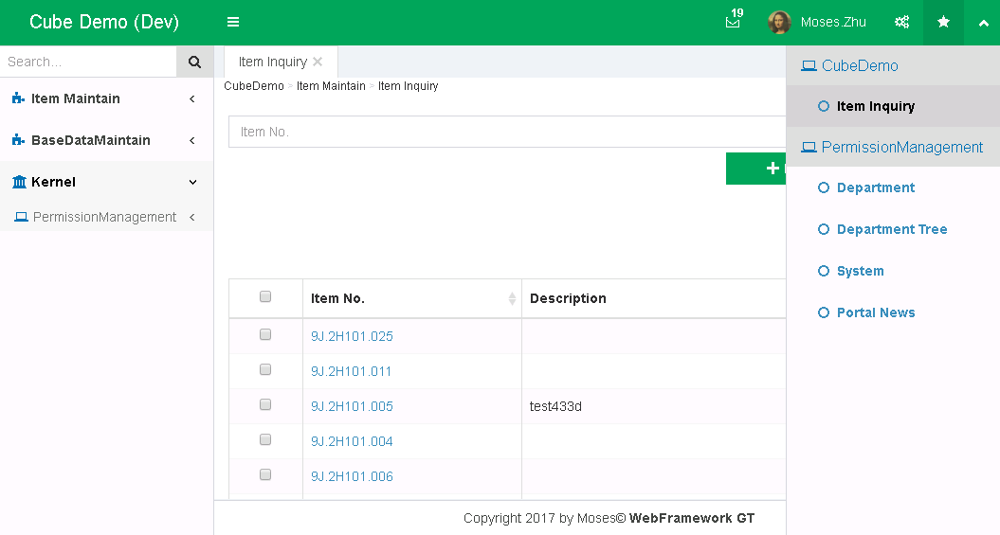 Cube Demo (Dev)
19
Moses.Zhu
Search...
Item Maintain
BaseDataMaintain
Kernel
PermissionManagement
Item Inquiry
CubeDemo > Item Maintain > Item Inquiry
Item No.
Item No. Description
9J.2H101.025
9J.2H101.011
9J.2H101.005 test433d
9J.2H101.004
9J.2H101.006
Copyright 2017 by Moses© WebFramework GT
CubeDemo
Item Inquiry
PermissionManagement
Department
Department Tree
System
Portal News